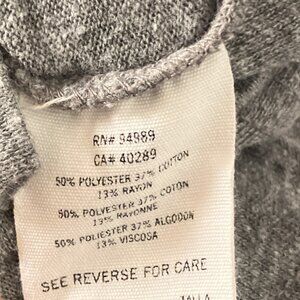 RN# 94989
CA# 40289
50% POLYESTER 37% COTTON
13% RAYON
50% POLYESTER 37% COTON
13% RAYONNE
50% POLIESTER 37% ALGODON
13% VISCOSA
SEE REVERSE FOR CARE